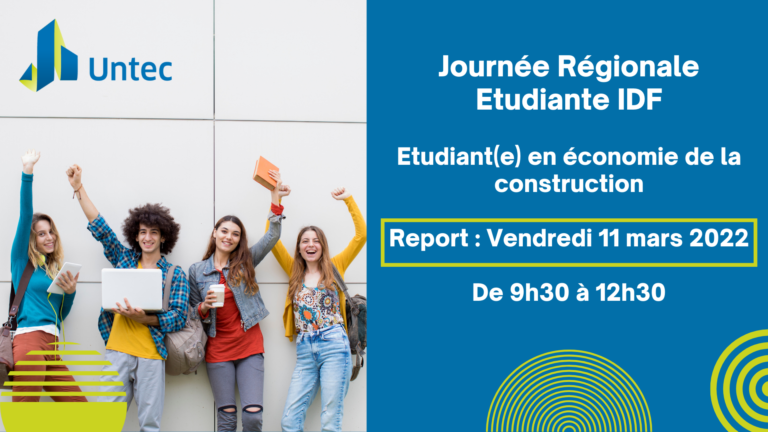 Untec
Journée Régionale
Etudiante IDF
Etudiant(e) en économie de la
construction
Report : Vendredi 11 mars 2022
De 9h30 à 12h30